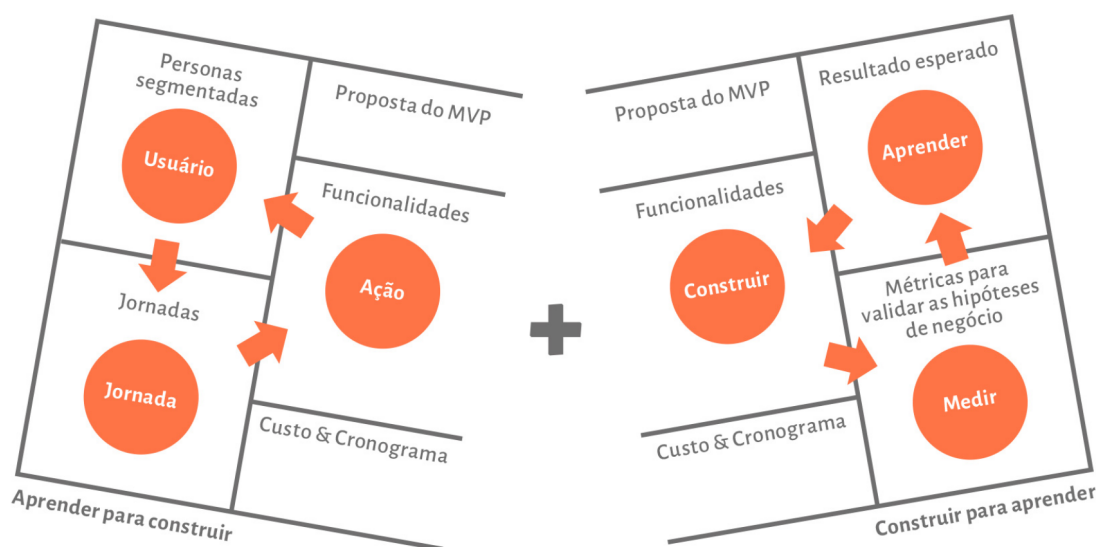 Personas
segmentadas
Usuário
Proposta do MVP
Funcionalidades
Ação
Jornadas
Jornada
Custo & Cronograma
Aprender para construir
Proposta do MVP
Resultado esperado
Aprender
Funcionalidades
Construir
Métricas para
validar as hipóteses
de negócio
Medir
Custo & Cronograma
Construir para aprender